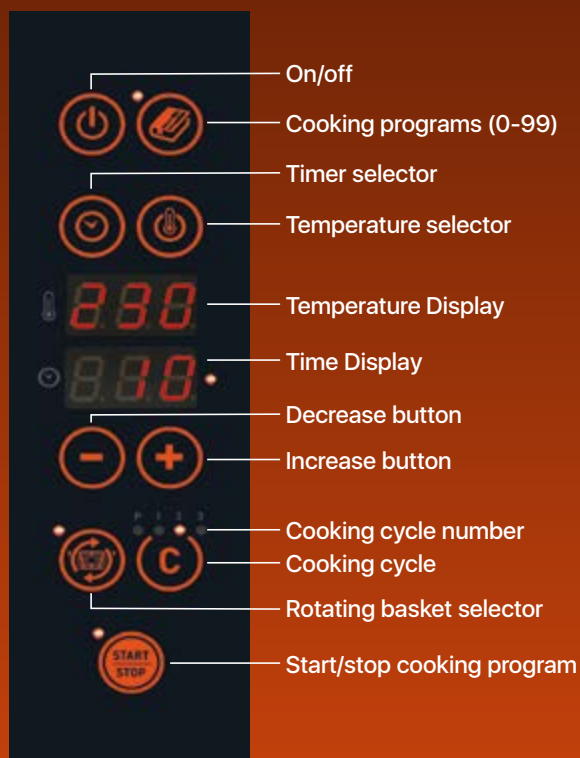 On/off
Cooking programs (0-99)
Timer selector
Temperature selector
230
Temperature Display
10
Time Display
Decrease button
Increase button
P 1 2 3
Cooking cycle number
C
Cooking cycle
Rotating basket selector
START
STOP
Start/stop cooking program